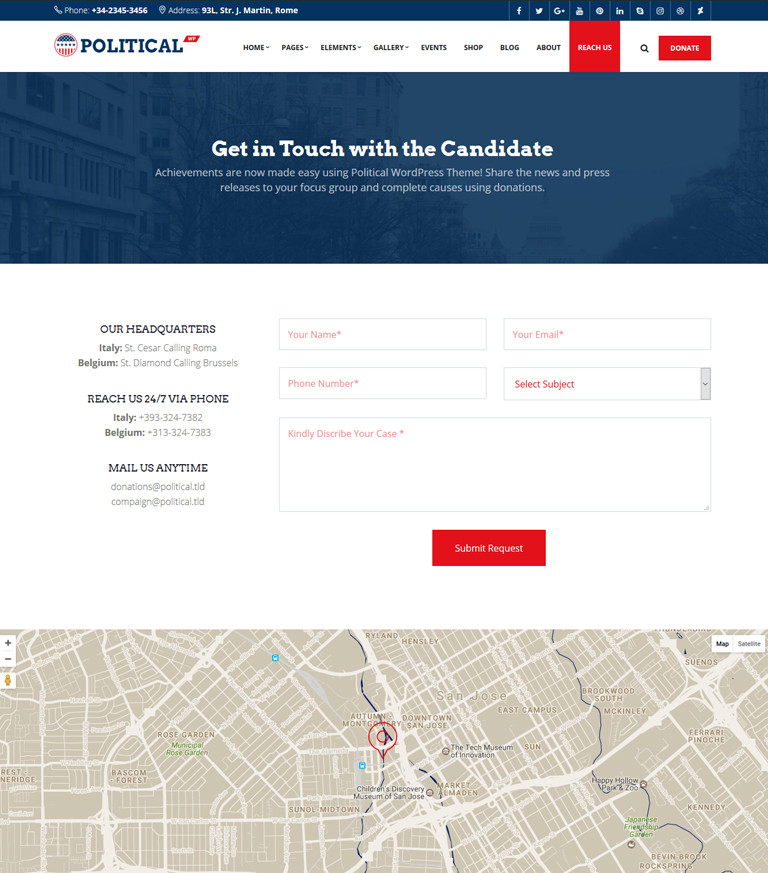 Phone: +34-2345-3456 Address: 93L, Str. J. Martin, Rome
POLITICAL WP
HOME PAGES ELEMENTS GALLERY EVENTS SHOP BLOG ABOUT REACH US DONATE
Get in Touch with the Candidate
Achievements are now made easy using Political WordPress Theme! Share the news and press
releases to your focus group and complete causes using donations.
OUR HEADQUARTERS
Italy: St. Cesar Calling Roma
Belgium: St. Diamond Calling Brussels
REACH US 24/7 VIA PHONE
Italy: +393-324-7382
Belgium: +313-324-7383
MAIL US ANYTIME
donations@political.tld
compaign@political.tld
Your Name*
Your Email*
Phone Number*
Select Subject
Kindly Discribe Your Case *
Submit Request
Map Satellite
RYLAND
HENSLEY
SUENOS
San Jose
BROOKWOOD
SOUTH
EAST CAMPUS
MCKINLEY
AUTUMN
MONTGOMERY
DOWNTOWN
SAN JOSE
ROSE GARDEN
Municipal
Rose Garden
FERRARI
PINOCHE
The Tech Museum
of Innovation
SUN
BASCOM
FOREST
Happy Hollow
Park & Zoo
Children's Discovery
Museum of San Jose
MARKET
ALMADEN
SUNOL-MIDTOWN
KENNEDY
Japanese
Friendship
Garden
BEVIN BROOK
ROCKSPRING